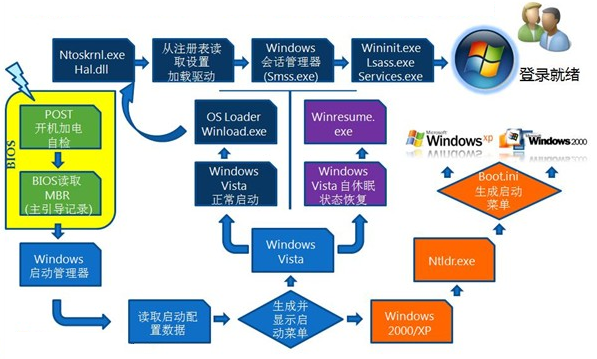 Ntoskrnl.exe
Hal.dll
从注册表读
取设置
加载驱动
Windows
会话管理器
(Smss.exe)
Wininit.exe
Lsass.exe
Services.exe
登录就绪
BIOS
POST
开机加电
自检
BIOS读取
MBR
(主引导记录)
Windows
启动管理器
OS Loader
Winload.exe
Winresume.
exe
Windows
Vista
正常启动
Windows
Vista 自休眠
状态恢复
Windows
Vista
Microsoft
Windows xp
Windows 2000
Boot.ini
生成启动
菜单
Ntldr.exe
读取启动配
置数据
生成并
显示启
动菜单
Windows
2000/XP